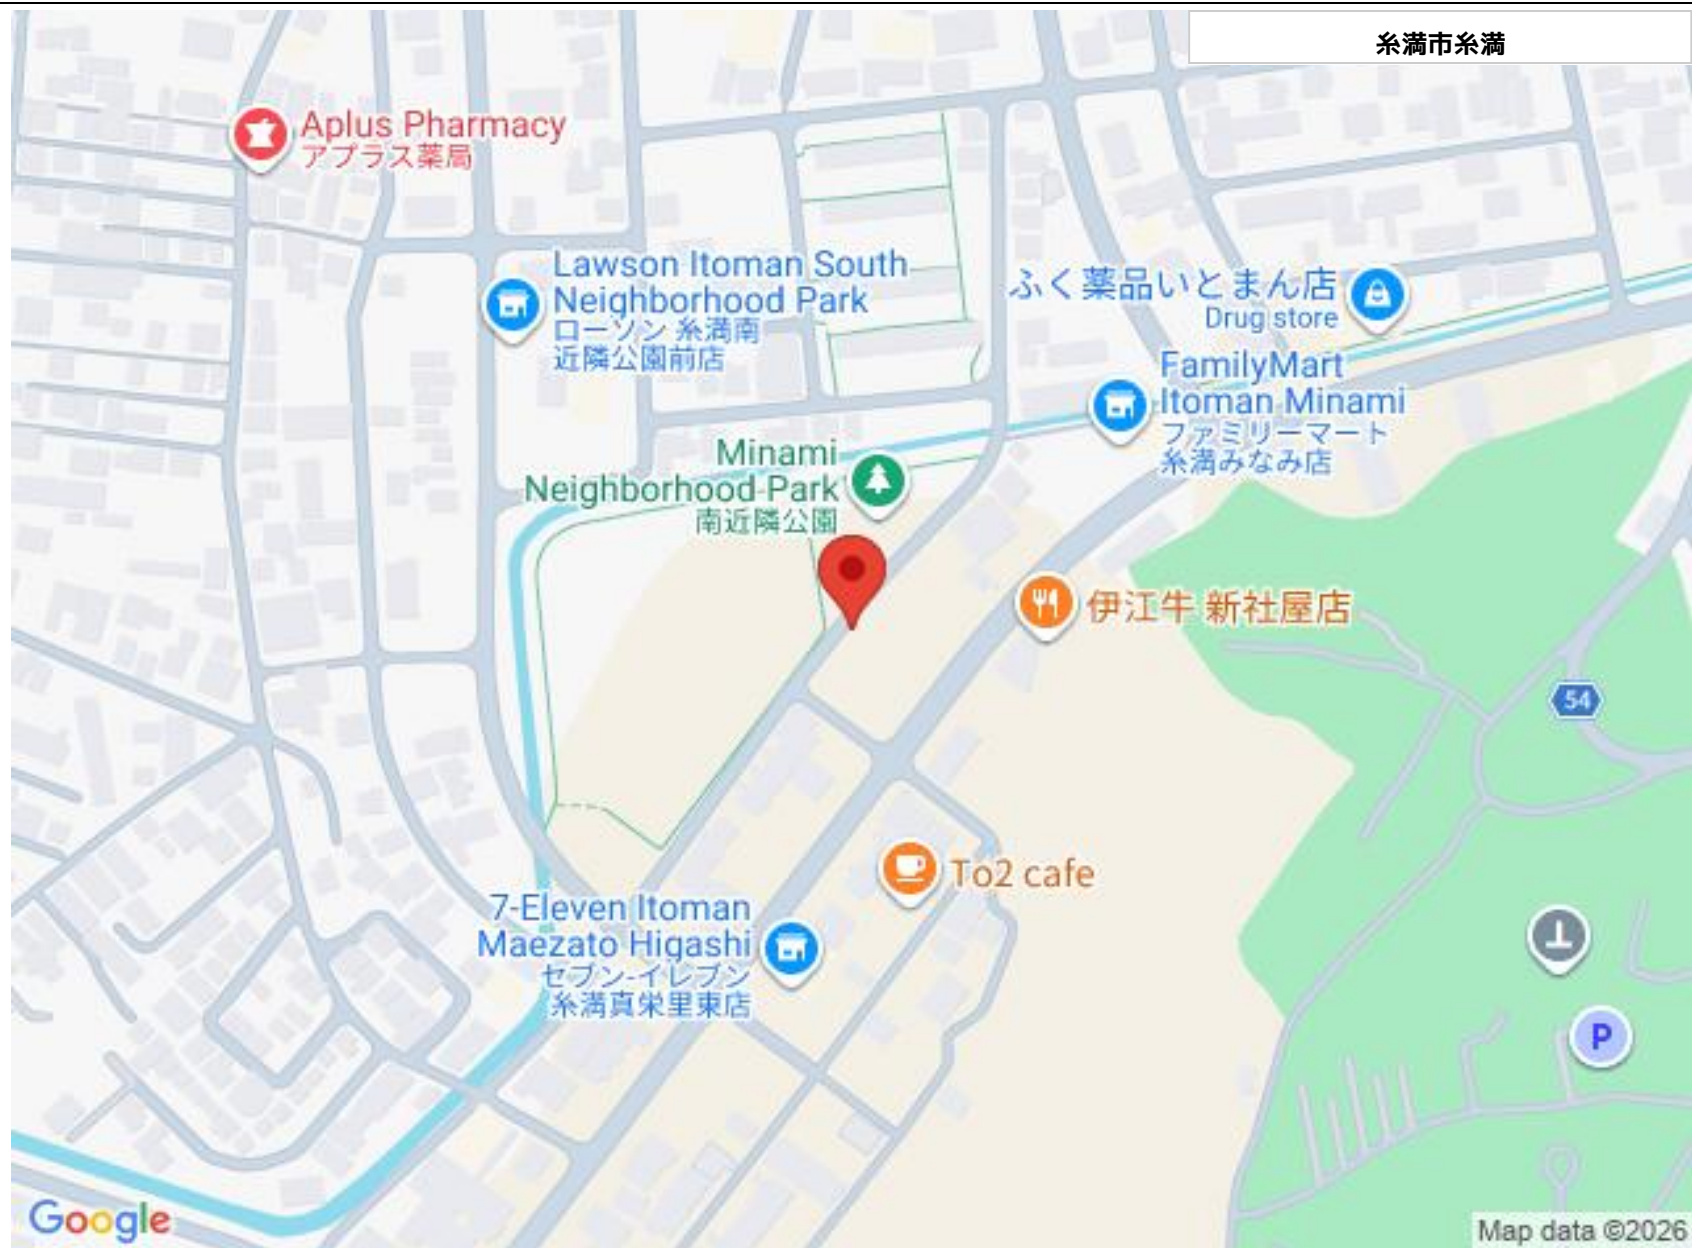 糸満市糸満
Aplus Pharmacy
アプラス薬局
Lawson Itoman South
Neighborhood Park
ローソン 糸満南
近隣公園前店
ふく薬品いとまん店
Drug store
FamilyMart
Itoman Minami
ファミリーマート
糸満みなみ店
Minami
Neighborhood Park
南近隣公園
伊江牛 新社屋店
54
To2 cafe
7-Eleven Itoman
Maezato Higashi
セブン-イレブン
糸満真栄里東店
P
Google
Map data ©2026